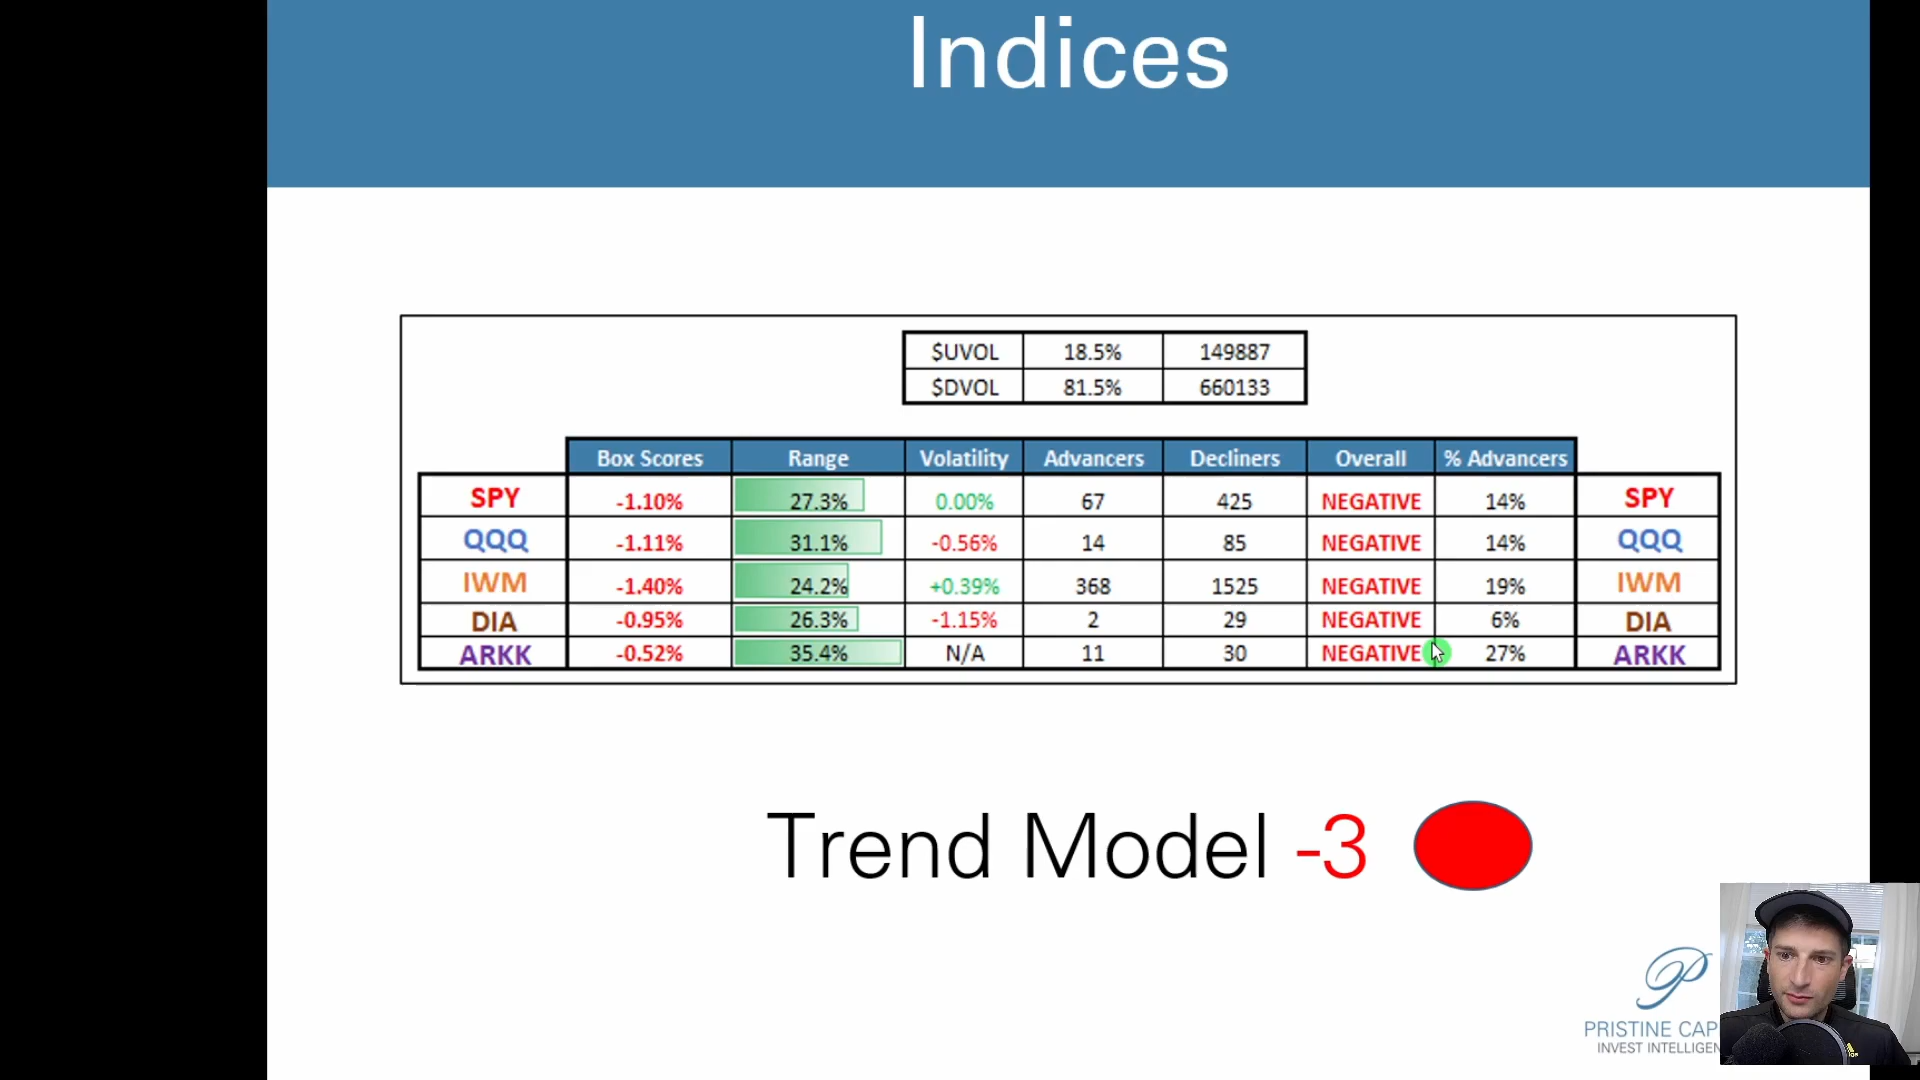 Indices
$UVOL 18.5% 149887
$DVOL 81.5% 660133
Box Scores Range Volatility Advancers Decliners Overall % Advancers
SPY -1.10% 27.3% 0.00% 67 425 NEGATIVE 14% SPY
QQQ -1.11% 31.1% -0.56% 14 85 NEGATIVE 14% QQQ
IWM -1.40% 24.2% +0.39% 368 1525 NEGATIVE 19% IWM
DIA -0.95% 26.3% -1.15% 2 29 NEGATIVE 6% DIA
ARKK -0.52% 35.4% N/A 11 30 NEGATIVE 27% ARKK
Trend Model -3
PRISTINE CAP
INVEST INTELLIGEN